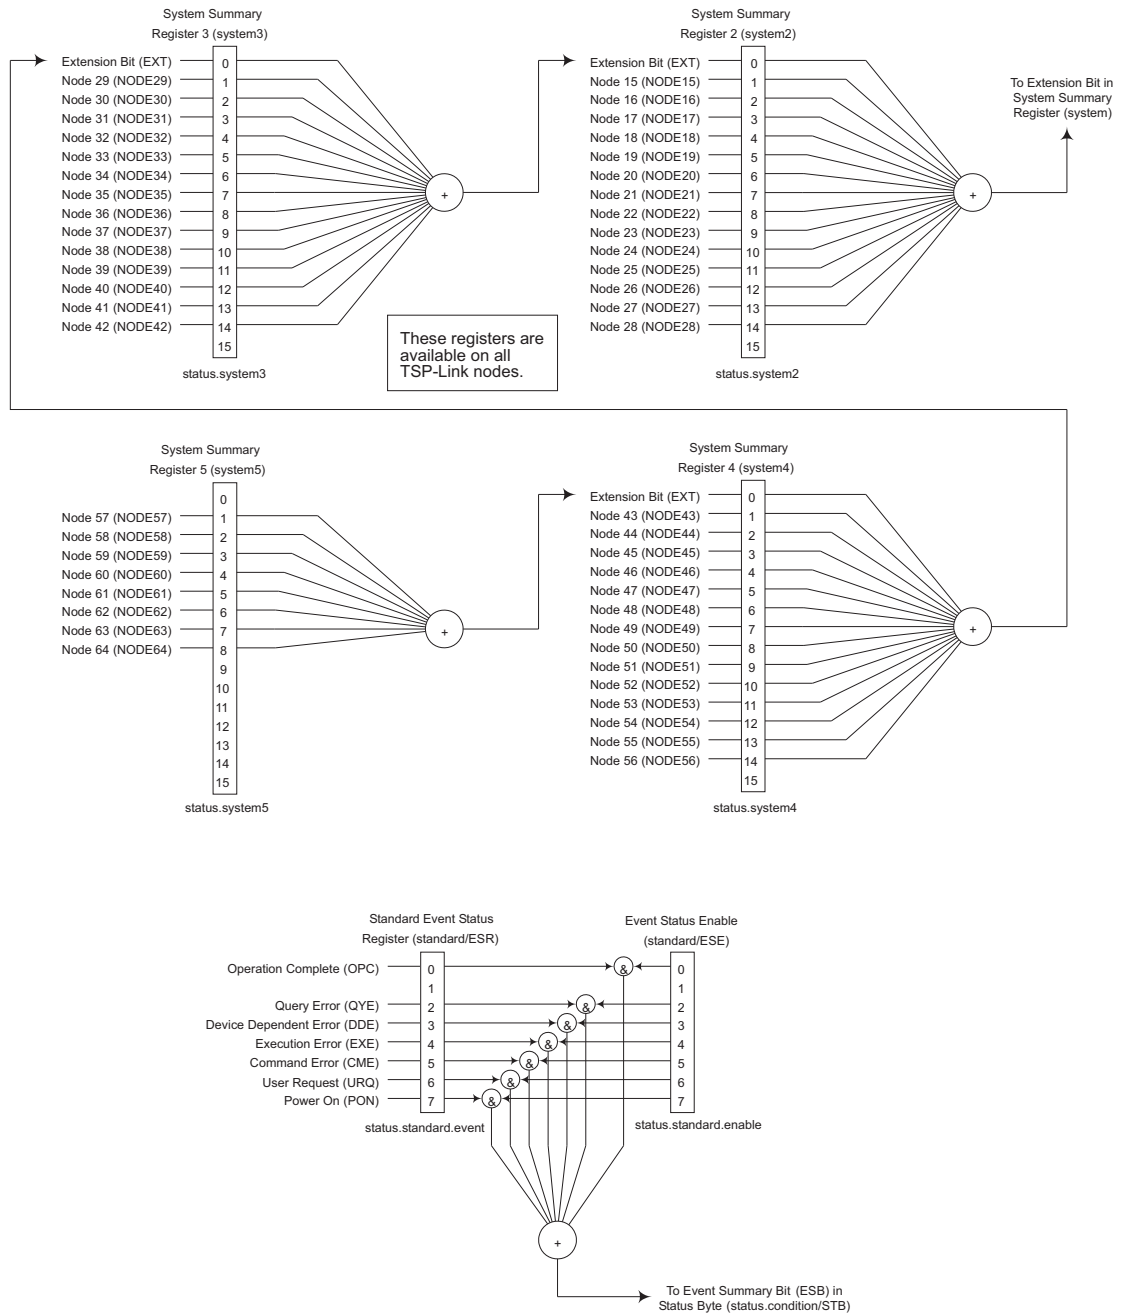 System Summary
Register 3 (system3)
Extension Bit (EXT) 0
Node 29 (NODE29) 1
Node 30 (NODE30) 2
Node 31 (NODE31) 3
Node 32 (NODE32) 4
Node 33 (NODE33) 5
Node 34 (NODE34) 6
Node 35 (NODE35) 7
Node 36 (NODE36) 8
Node 37 (NODE37) 9
Node 38 (NODE38) 10
Node 39 (NODE39) 11
Node 40 (NODE40) 12
Node 41 (NODE41) 13
Node 42 (NODE42) 14
15
+
status.system3
System Summary
Register 2 (system2)
Extension Bit (EXT) 0
Node 15 (NODE15) 1
Node 16 (NODE16) 2
Node 17 (NODE17) 3
Node 18 (NODE18) 4
Node 19 (NODE19) 5
Node 20 (NODE20) 6
Node 21 (NODE21) 7
Node 22 (NODE22) 8
Node 23 (NODE23) 9
Node 24 (NODE24) 10
Node 25 (NODE25) 11
Node 26 (NODE26) 12
Node 27 (NODE27) 13
Node 28 (NODE28) 14
15
+
status.system2
To Extension Bit in
System Summary
Register (system)
These registers are
available on all
TSP-Link nodes.
System Summary
Register 5 (system5)
0
Node 57 (NODE57) 1
Node 58 (NODE58) 2
Node 59 (NODE59) 3
Node 60 (NODE60) 4
Node 61 (NODE61) 5
Node 62 (NODE62) 6
Node 63 (NODE63) 7
Node 64 (NODE64) 8
9
10
11
12
13
14
15
+
status.system5
System Summary
Register 4 (system4)
Extension Bit (EXT) 0
Node 43 (NODE43) 1
Node 44 (NODE44) 2
Node 45 (NODE45) 3
Node 46 (NODE46) 4
Node 47 (NODE47) 5
Node 48 (NODE48) 6
Node 49 (NODE49) 7
Node 50 (NODE50) 8
Node 51 (NODE51) 9
Node 52 (NODE52) 10
Node 53 (NODE53) 11
Node 54 (NODE54) 12
Node 55 (NODE55) 13
Node 56 (NODE56) 14
15
+
status.system4
Standard Event Status
Register (standard/ESR)
Event Status Enable
(standard/ESE)
Operation Complete (OPC) 0 & 0
1 1
Query Error (QYE) 2 & 2
Device Dependent Error (DDE) 3 & 3
Execution Error (EXE) 4 & 4
Command Error (CME) 5 & 5
User Request (URQ) 6 & 6
Power On (PON) 7 & 7
status.standard.event
status.standard.enable
+
To Event Summary Bit (ESB) in
Status Byte (status.condition/STB)